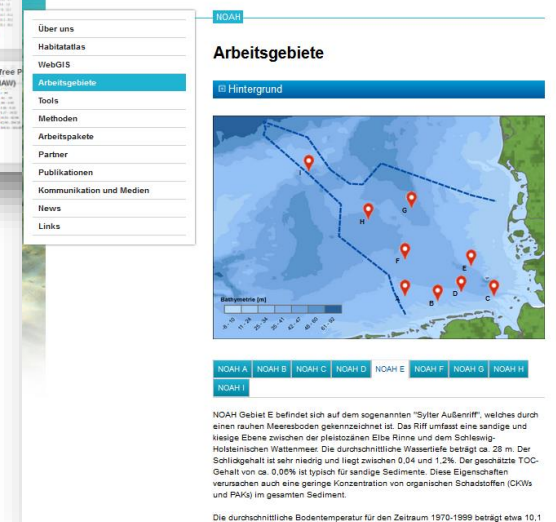 NOAH
Über uns
Habitatatlas
WebGIS
Arbeitsgebiete
Tools
Methoden
Arbeitspakete
Partner
Publikationen
Kommunikation und Medien
News
Links
Arbeitsgebiete
Hintergrund
I
G
H
F
E
A
B
D
C
Bathymetrie [m]
NOAH A NOAH B NOAH C NOAH D NOAH E NOAH F NOAH G NOAH H
NOAH I
NOAH Gebiet E befindet sich auf dem sogenannten "Sylter Außenriff", welches durch
einen rauhen Meeresboden gekennzeichnet ist. Das Riff umfasst eine sandige und
kiesige Ebene zwischen der pleistozänen Elbe Rinne und dem Schleswig-
Holsteinischen Wattenmeer. Die durchschnittliche Wassertiefe beträgt ca. 28 m. Der
Schlickgehalt ist sehr niedrig und liegt zwischen 0,04 und 1,2%. Der geschätzte TOC-
Gehalt von ca. 0,06% ist typisch für sandige Sedimente. Diese Eigenschaften
verursachen auch eine geringe Konzentration von organischen Schadstoffen (CKWs
und PAKs) im gesamten Sediment.
Die durchschnittliche Bodentemperatur für den Zeitraum 1970-1999 beträgt etwa 10,1